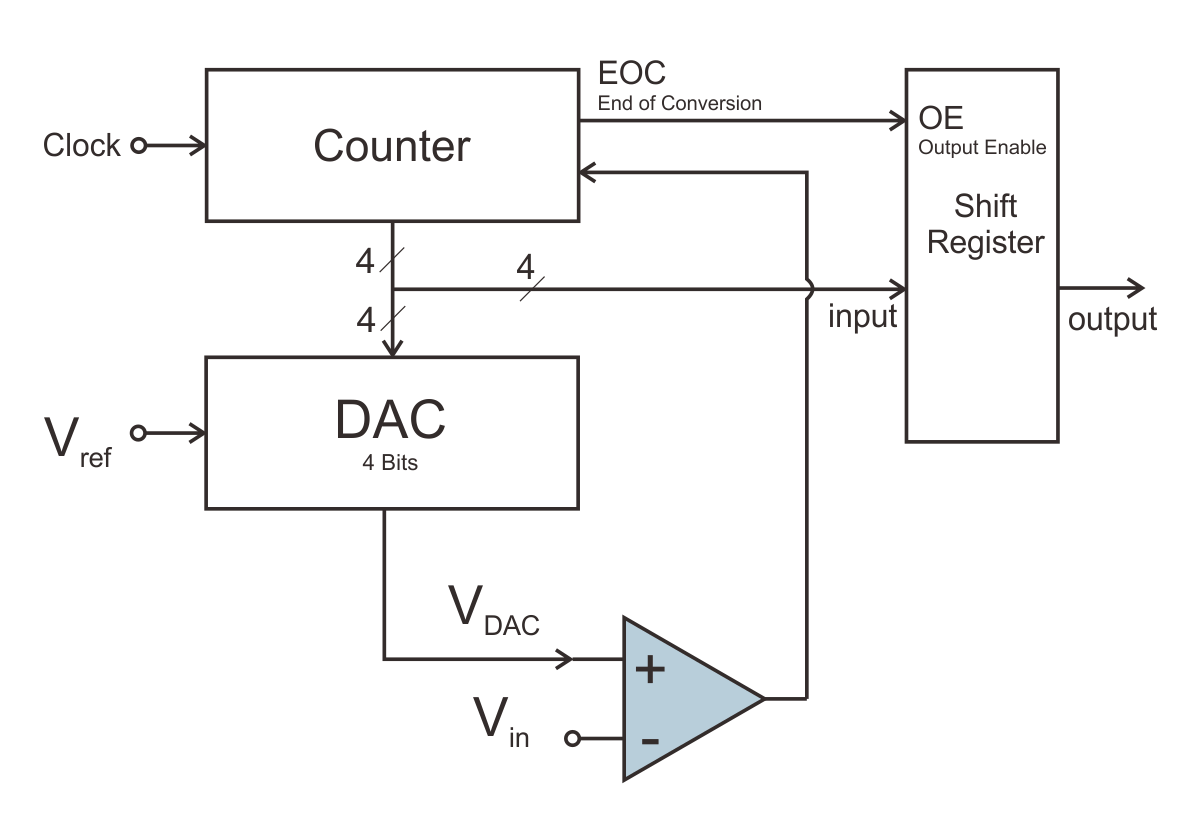 EOC
End of Conversion
Clock
Counter
OE
Output Enable
Shift
Register
4
4
4
input
output
Vref
DAC
4 Bits
VDAC
+
Vin
-